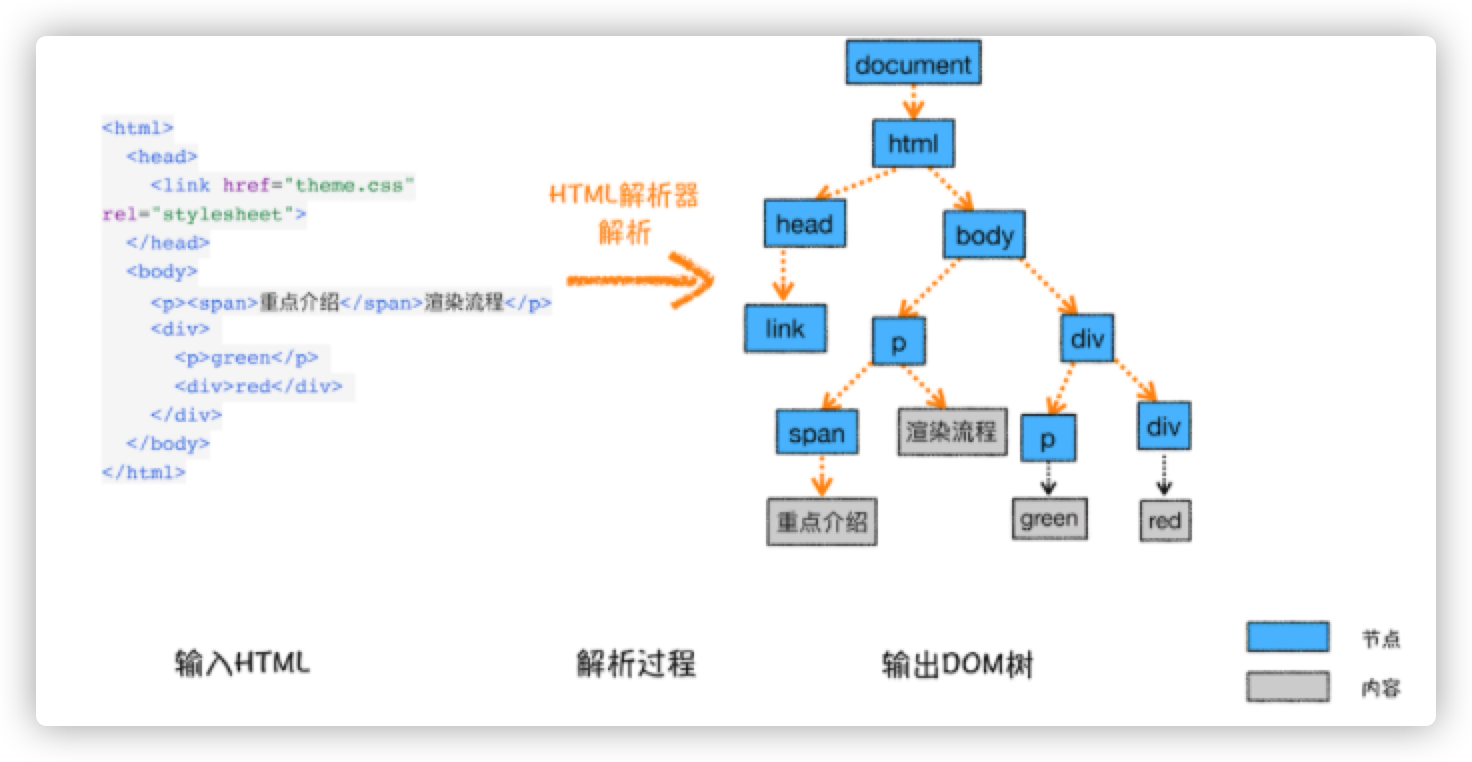 <html>
<head>
<link href="theme.css"
rel="stylesheet">
</head>
<body>
<p><span>重点介绍</span>渲染流程</p>
<div>
<p>green</p>
<div>red</div>
</div>
</body>
</html>
HTML解析器
解析
document
html
head
body
link
p
div
span
渲染流程
p
div
重点介绍
green
red
输入HTML
解析过程
输出DOM树
节点
内容